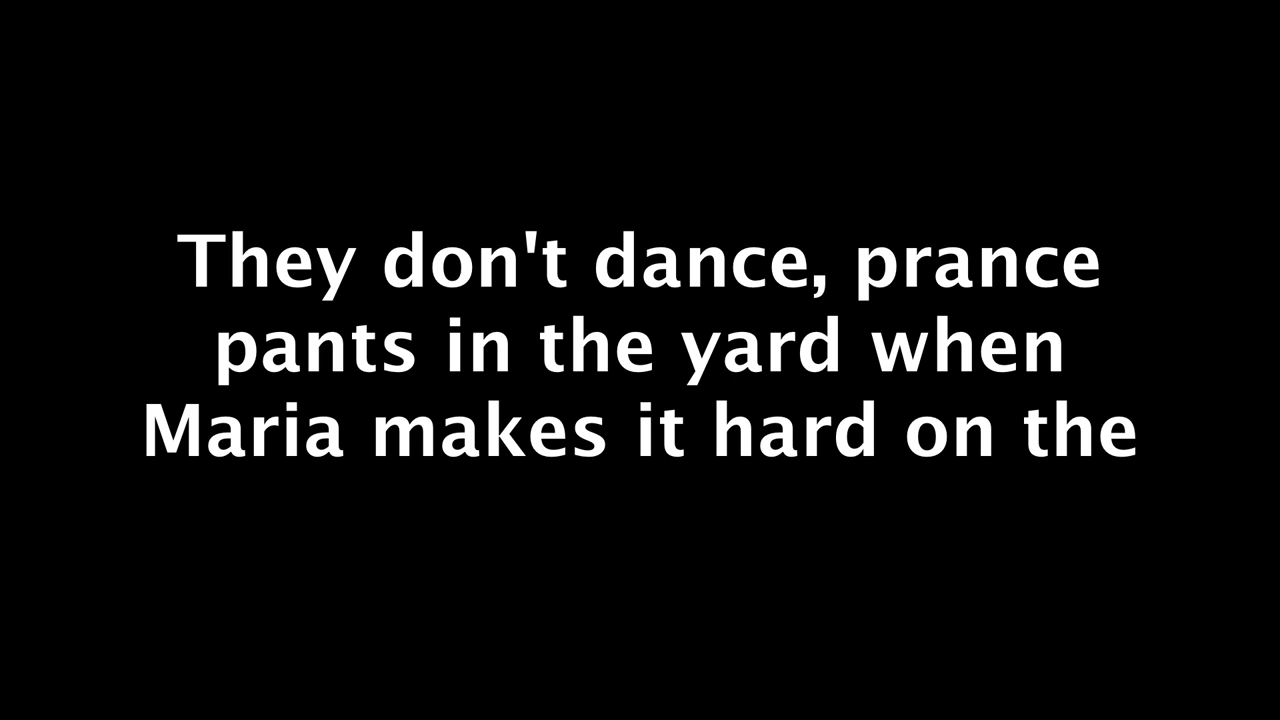 They don't dance, prance
pants in the yard when
Maria makes it hard on the